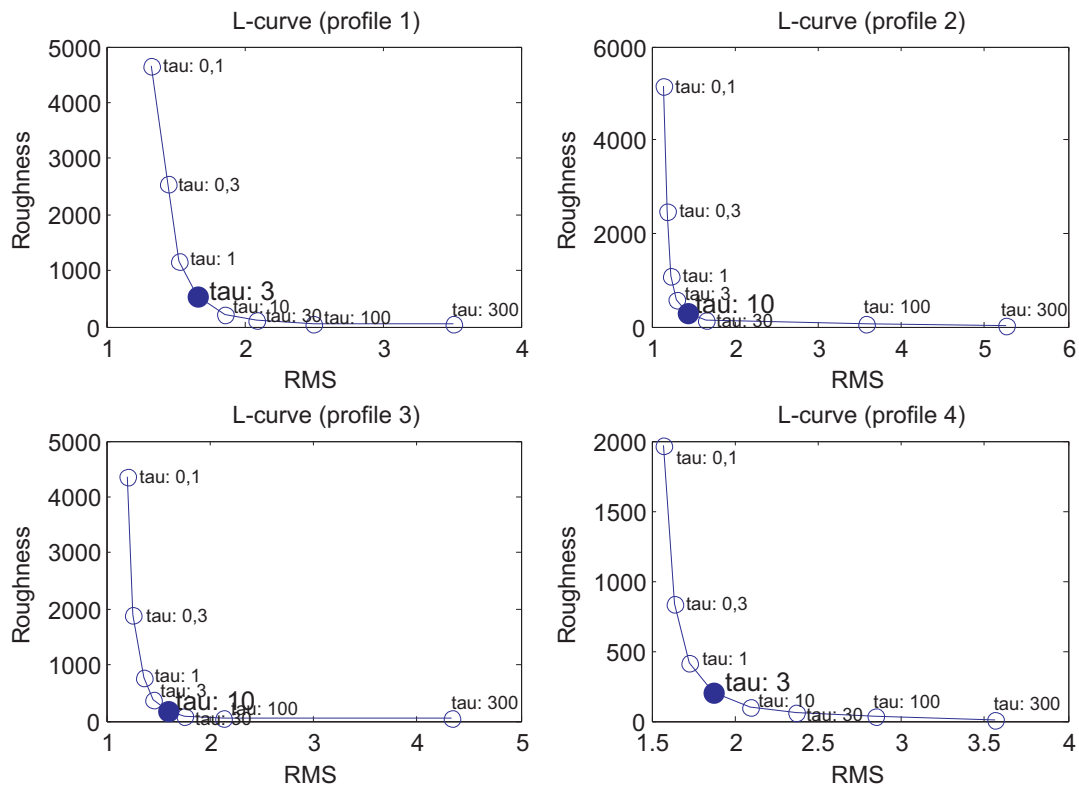 L-curve (profile 1)
5000
4000
3000
2000
1000
0
Roughness
tau: 0,1
tau: 0,3
tau: 1
tau: 3
tau: 10
tau: 30
tau: 100
tau: 300
1 2 3 4
RMS
L-curve (profile 2)
6000
4000
2000
0
Roughness
tau: 0,1
tau: 0,3
tau: 1
tau: 3
tau: 10
tau: 30
tau: 100
tau: 300
1 2 3 4 5 6
RMS
L-curve (profile 3)
5000
4000
3000
2000
1000
0
Roughness
tau: 0,1
tau: 0,3
tau: 1
tau: 3
tau: 10
tau: 30
tau: 100
tau: 300
1 2 3 4 5
RMS
L-curve (profile 4)
2000
1500
1000
500
0
Roughness
tau: 0,1
tau: 0,3
tau: 1
tau: 3
tau: 10
tau: 30
tau: 100
tau: 300
1.5 2 2.5 3 3.5 4
RMS